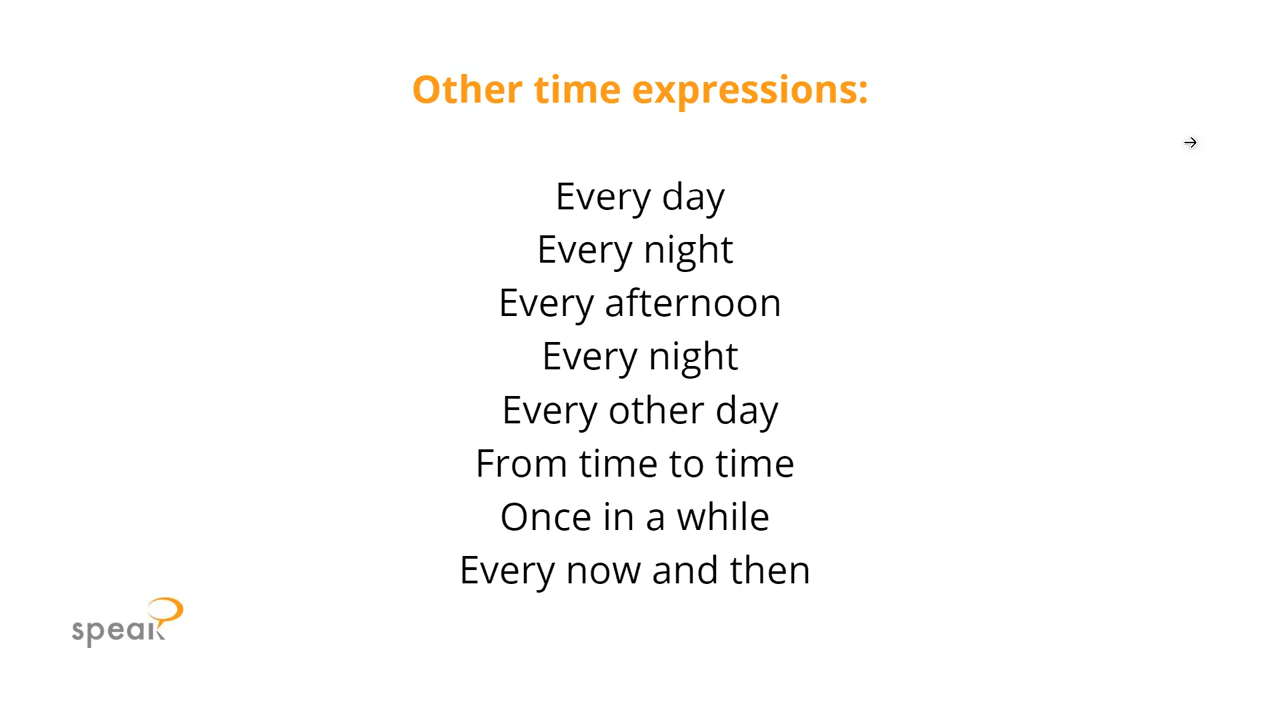 Other time expressions:
Every day
Every night
Every afternoon
Every night
Every other day
From time to time
Once in a while
Every now and then
speak